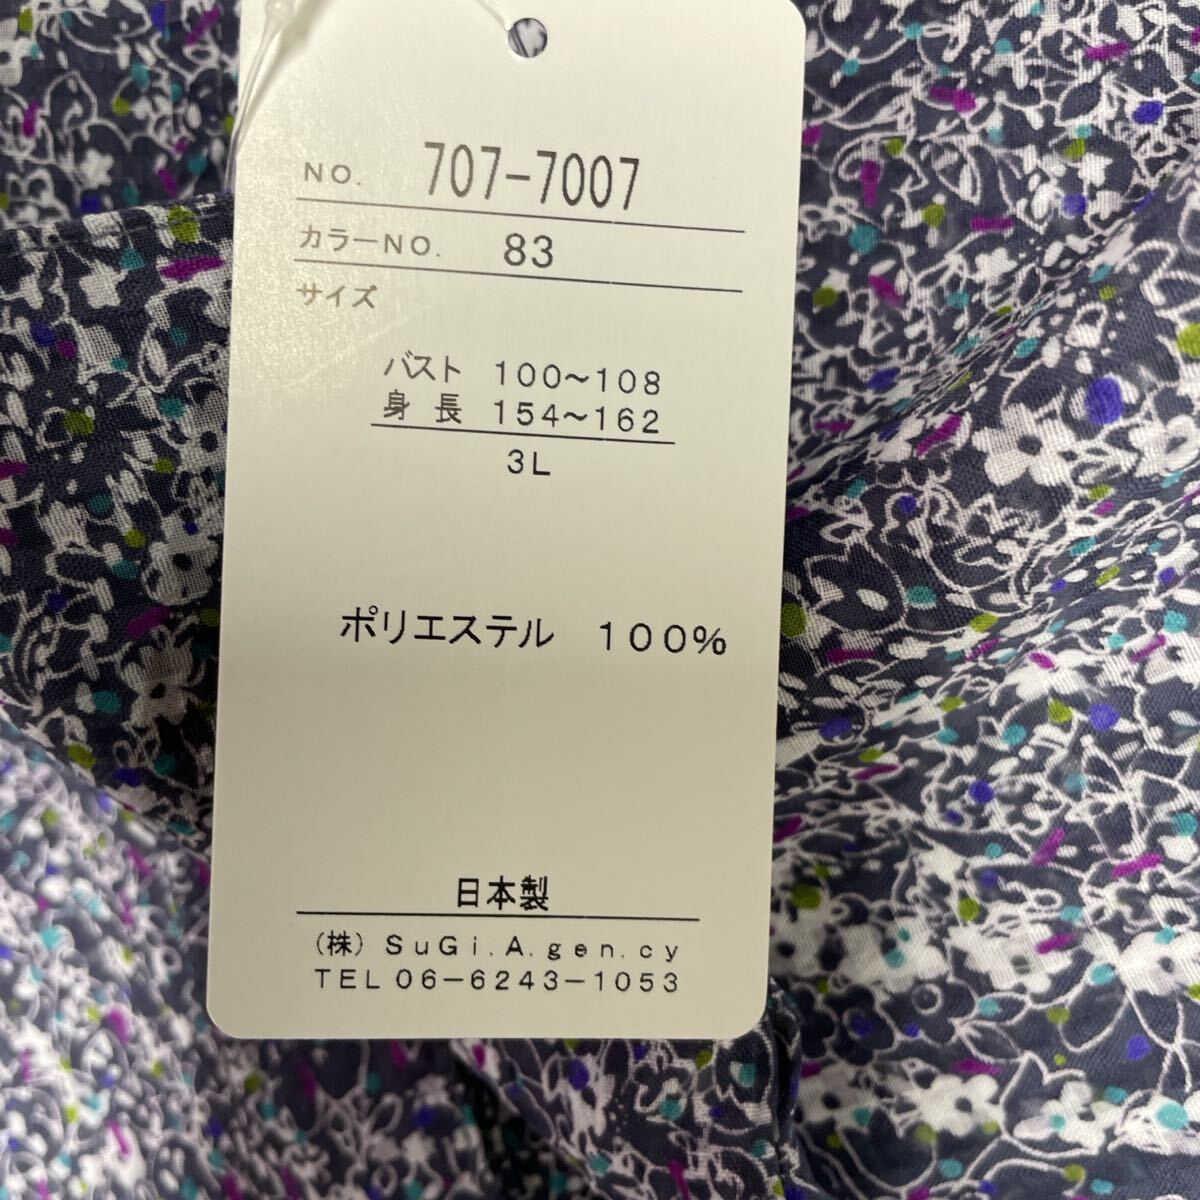 NO. 707-7007
カラーNO. 83
サイズ
バスト 100～108
身長 154～162
3L
ポリエステル 100%
日本製
(株) SuGi.A.gen.cy
TEL 06-6243-1053